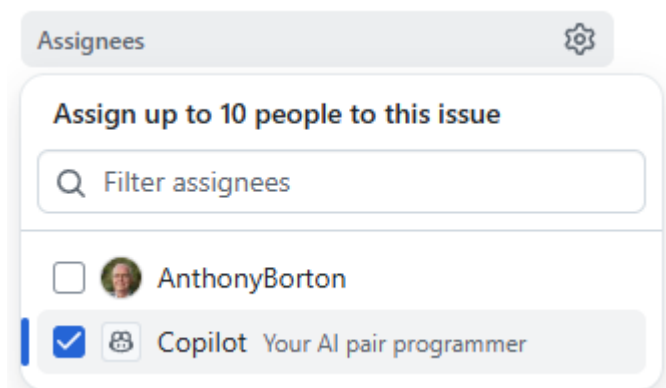 Assignees
Assign up to 10 people to this issue
Filter assignees
AnthonyBorton
Copilot Your AI pair programmer